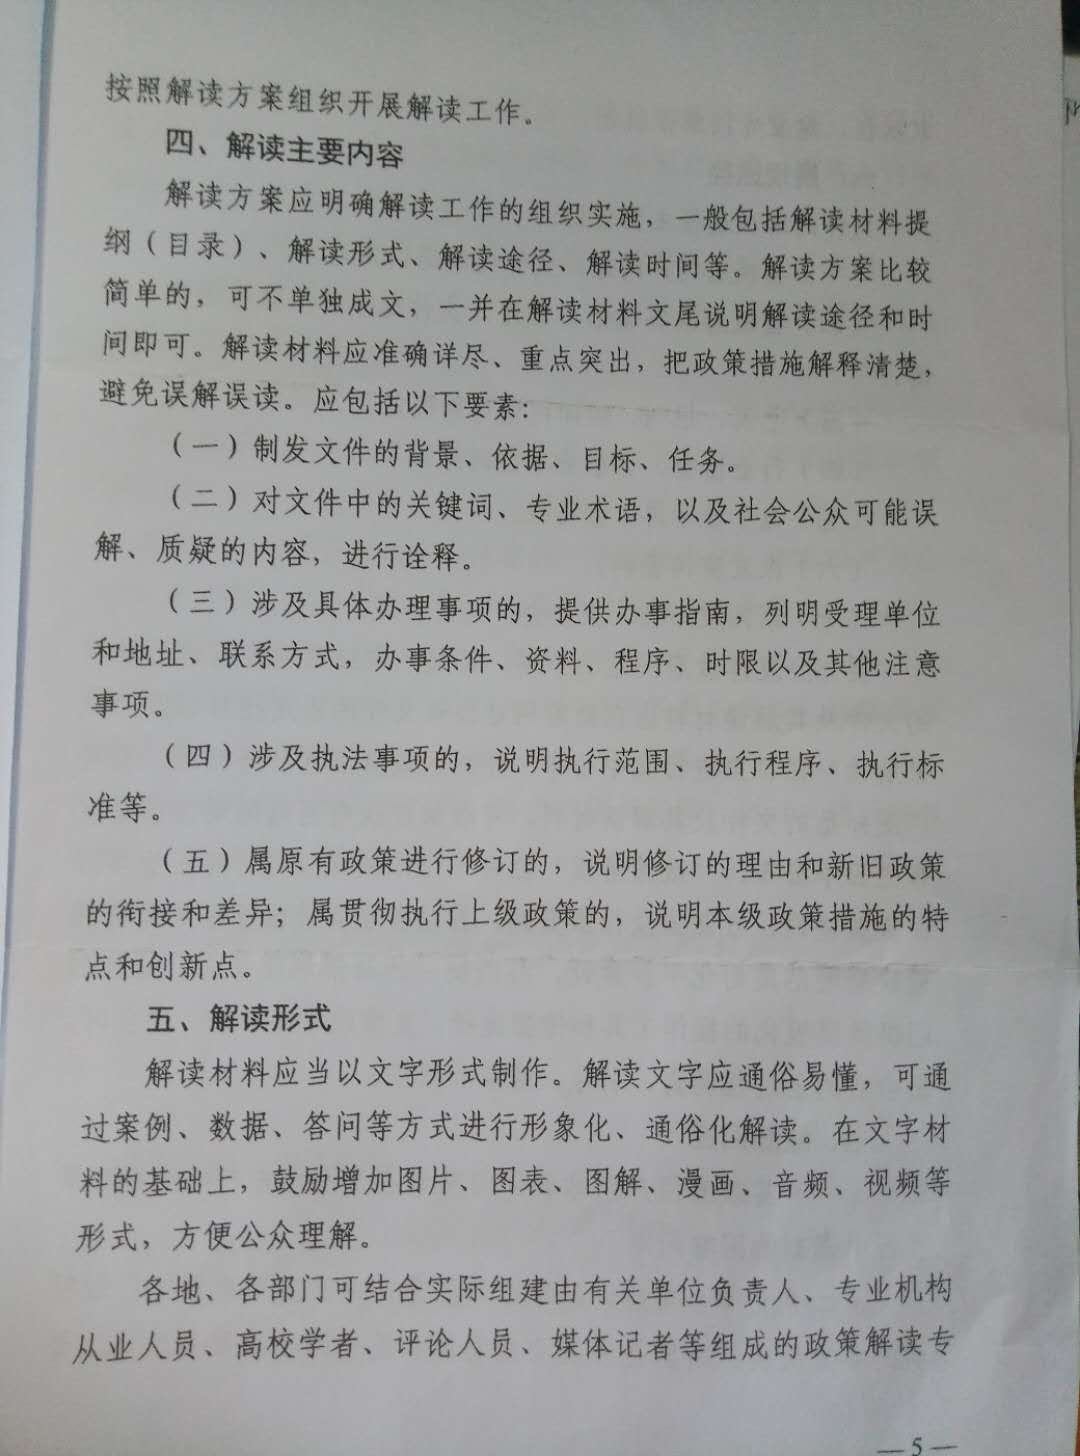 按照解读方案组织开展解读工作。
四、解读主要内容
解读方案应明确解读工作的组织实施，一般包括解读材料提
纲（目录）、解读形式、解读途径、解读时间等。解读方案比较
简单的，可不单独成文，一并在解读材料文尾说明解读途径和时
间即可。解读材料应准确详尽、重点突出，把政策措施解释清楚，
避免误解误读。应包括以下要素：
（一）制发文件的背景、依据、目标、任务。
（二）对文件中的关键词、专业术语，以及社会公众可能误
解、质疑的内容，进行诠释。
（三）涉及具体办理事项的，提供办事指南，列明受理单位
和地址、联系方式，办事条件、资料、程序、时限以及其他注意
事项。
（四）涉及执法事项的，说明执行范围、执行程序、执行标
准等。
（五）属原有政策进行修订的，说明修订的理由和新旧政策
的衔接和差异；属贯彻执行上级政策的，说明本级政策措施的特
点和创新点。
五、解读形式
解读材料应当以文字形式制作。解读文字应通俗易懂，可通
过案例、数据、答问等方式进行形象化、通俗化解读。在文字材
料的基础上，鼓励增加图片、图表、图解、漫画、音频、视频等
形式，方便公众理解。
各地、各部门可结合实际组建由有关单位负责人、专业机构
从业人员、高校学者、评论人员、媒体记者等组成的政策解读专
— 5 —